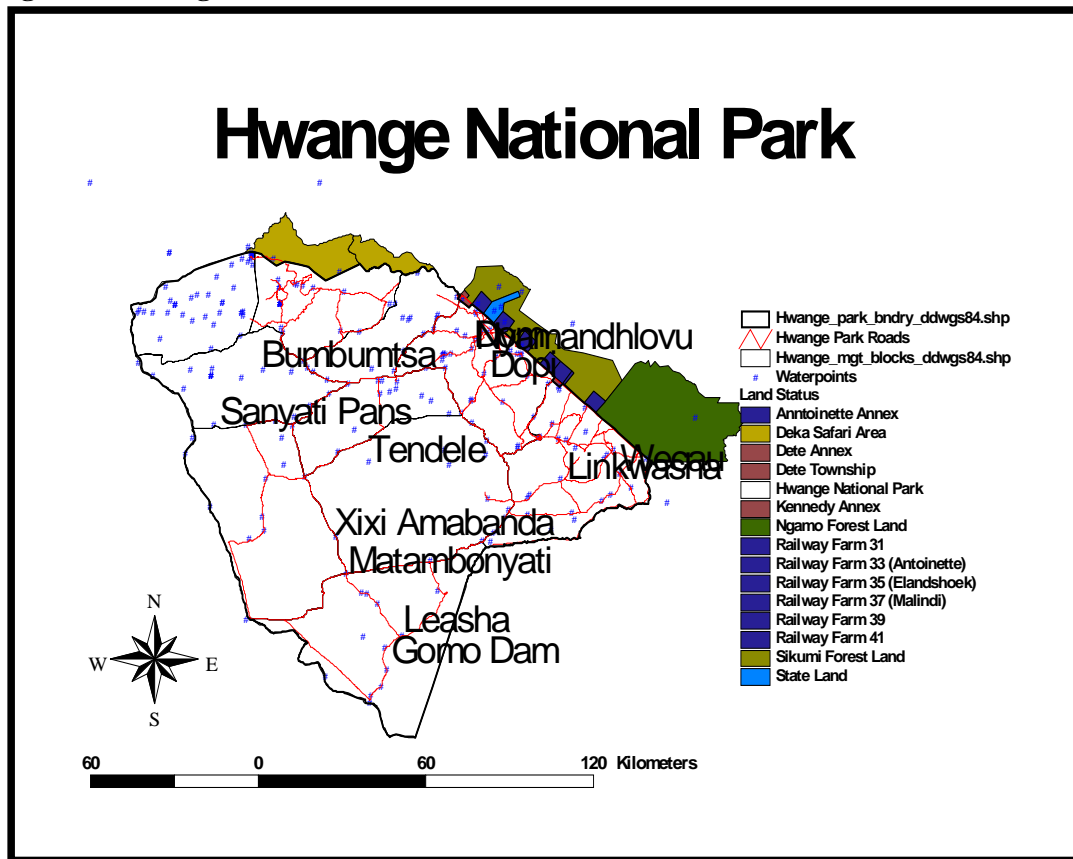 Hwange National Park
Nyamandhlovu
Dopi
Bumbumtsa
Sanyati Pans
Tendele
Linkwasha
Xixi Amabanda
Matambonyati
Leasha
Gomo Dam
N
W E
S
60 0 60 120 Kilometers
Hwange_park_bndry_ddwgs84.shp
Hwange Park Roads
Hwange_mgt_blocks_ddwgs84.shp
# Waterpoints
Land Status
Anntoinette Annex
Deka Safari Area
Dete Annex
Dete Township
Hwange National Park
Kennedy Annex
Ngamo Forest Land
Railway Farm 31
Railway Farm 33 (Antoinette)
Railway Farm 35 (Elandshoek)
Railway Farm 37 (Malindi)
Railway Farm 39
Railway Farm 41
Sikumi Forest Land
State Land